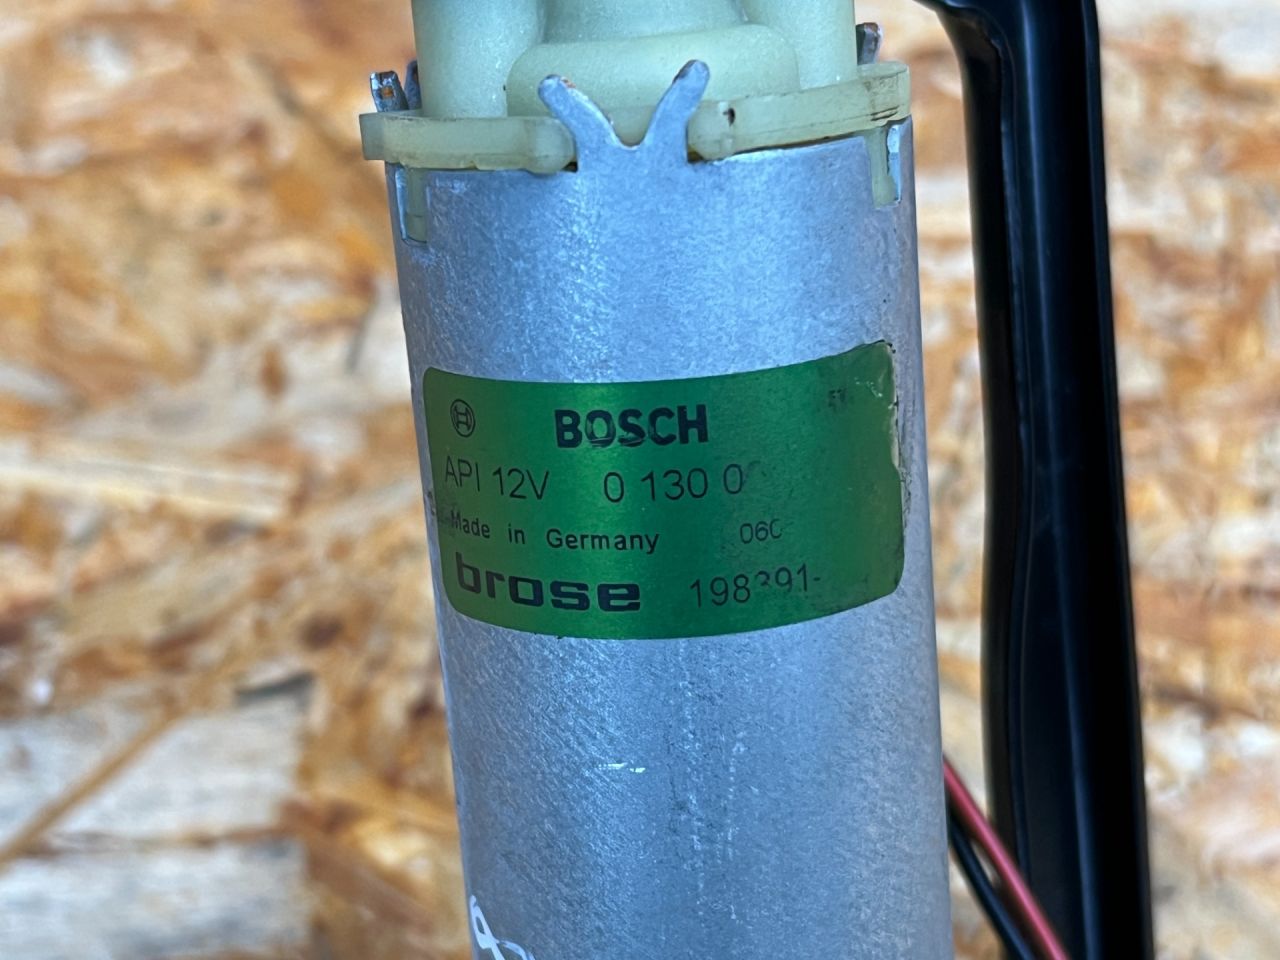 BOSCH
API 12V 0 130 0
Made in Germany 060
brose